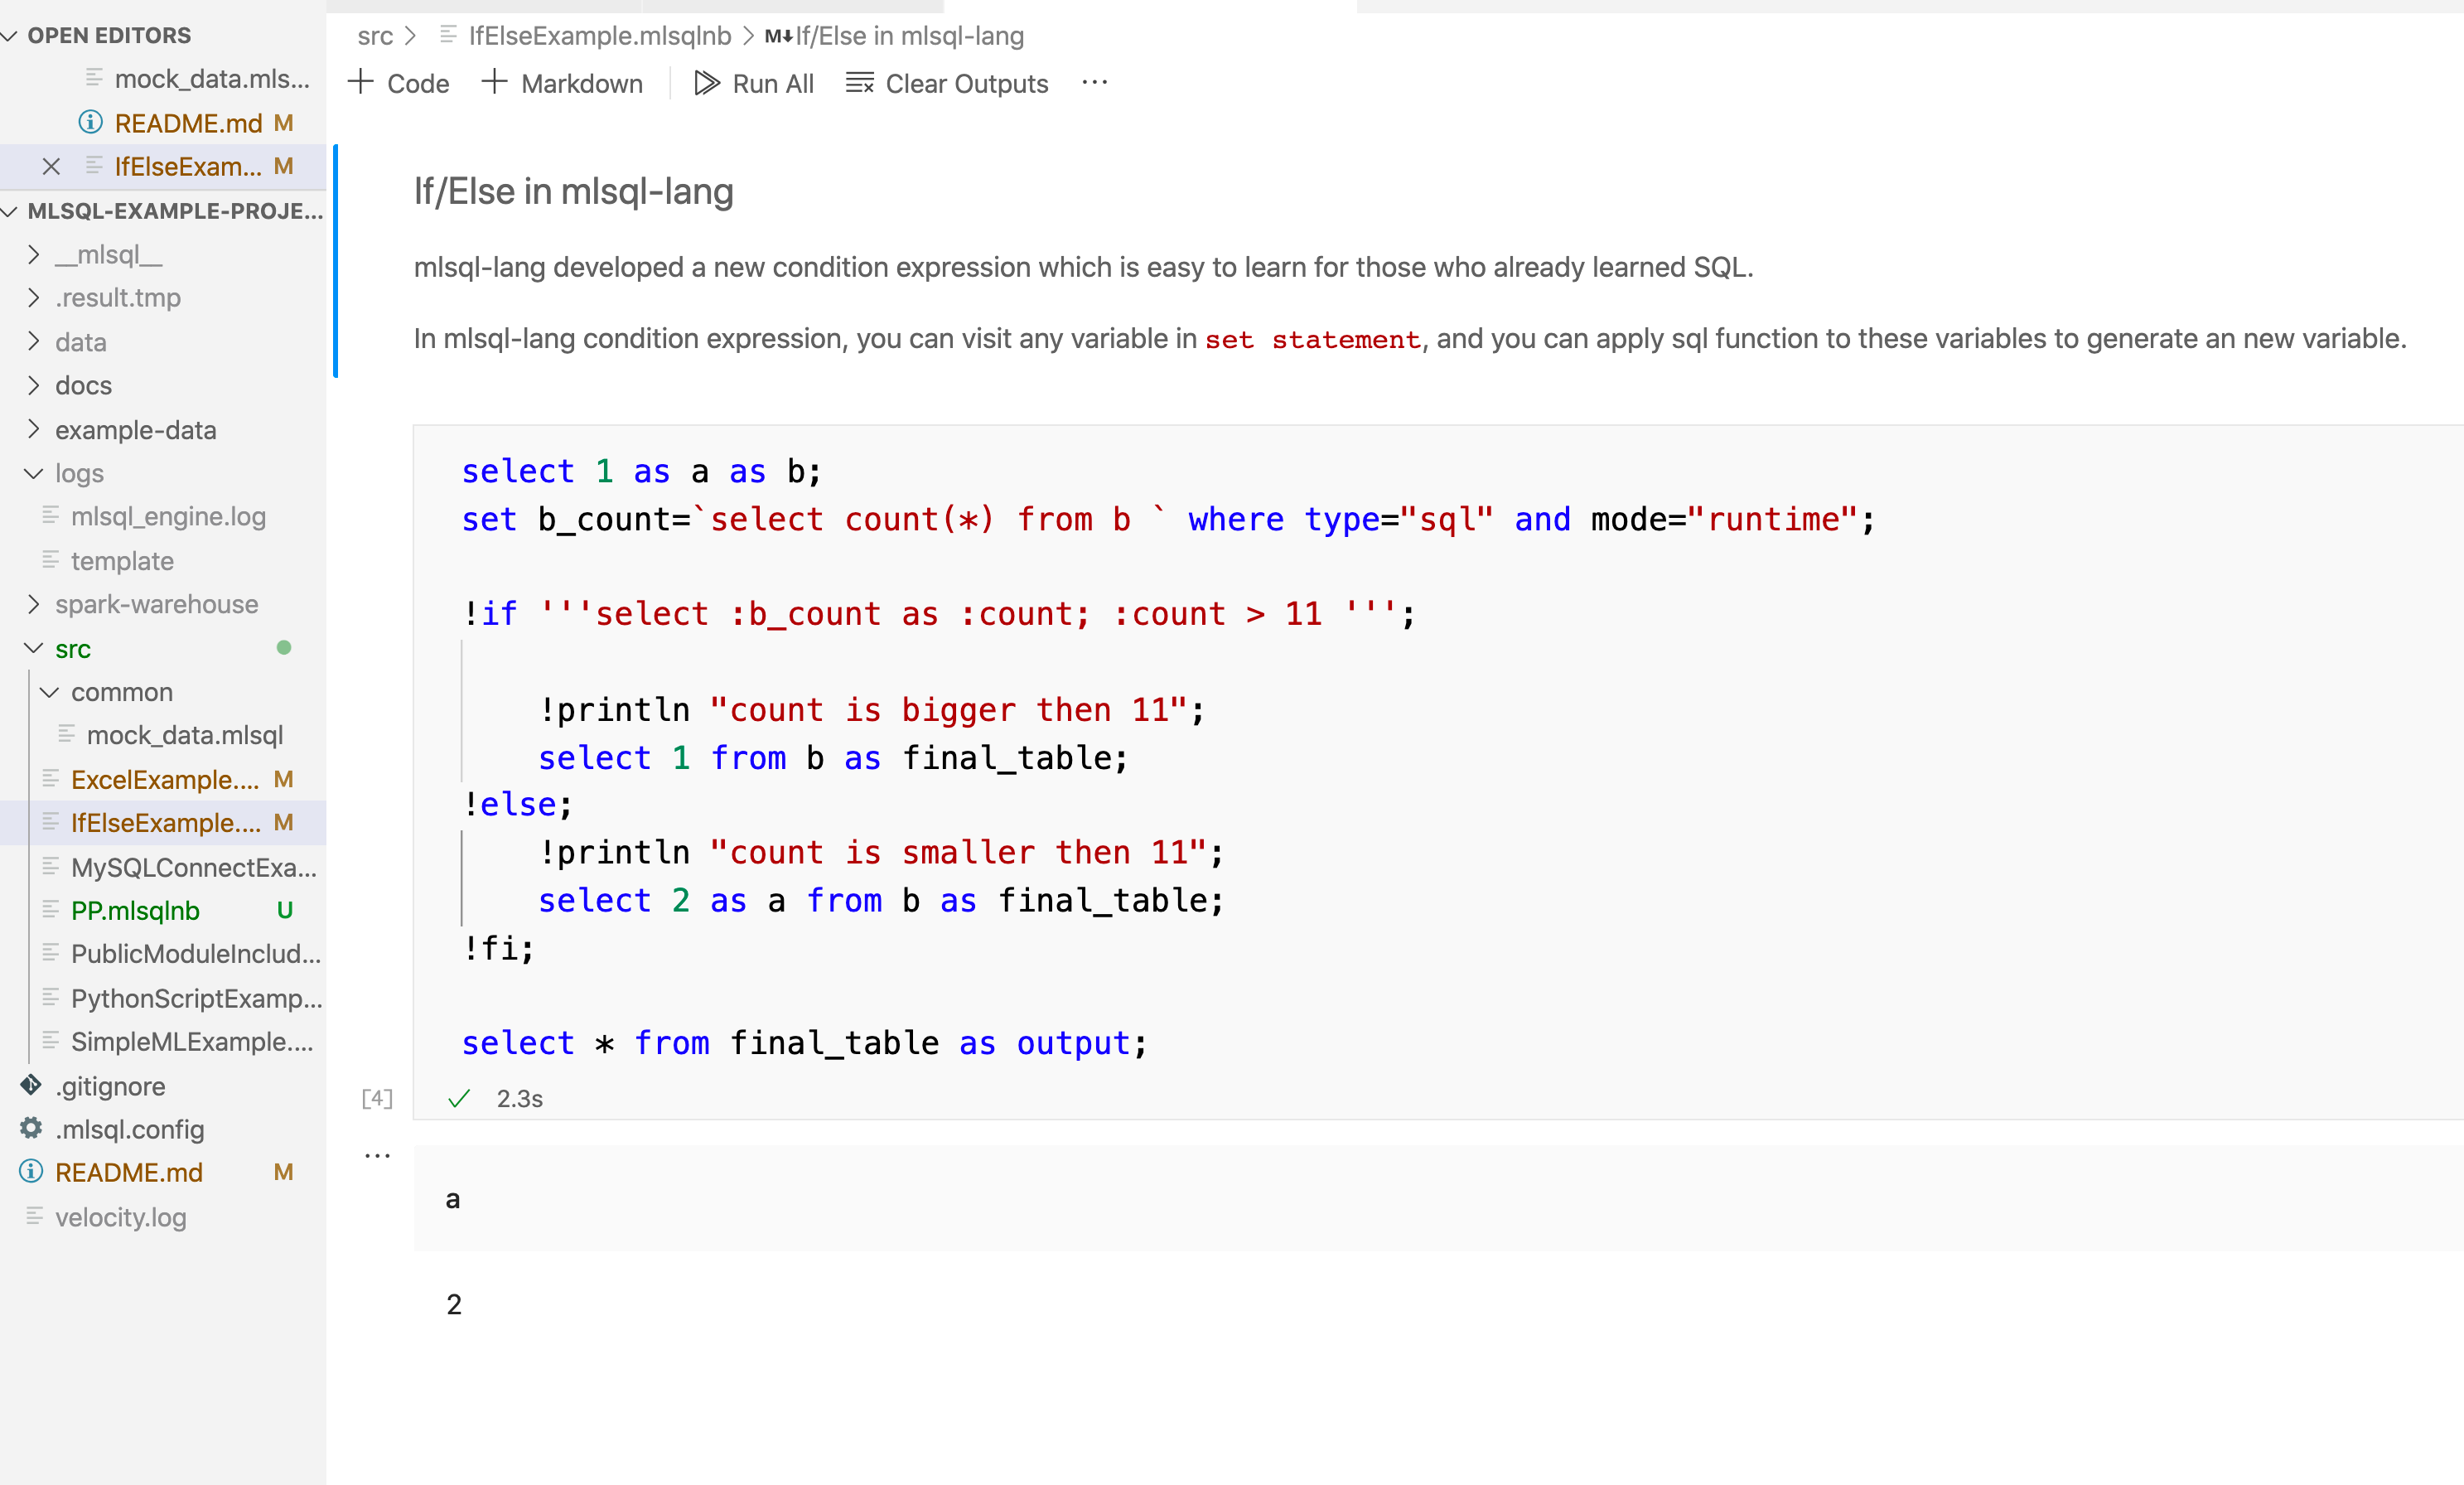 OPEN EDITORS
mock_data.mls...
README.md M
IfElseExam... M
MLSQL-EXAMPLE-PROJE...
__mlsql__
.result.tmp
data
docs
example-data
logs
mlsql_engine.log
template
spark-warehouse
src
common
mock_data.mlsql
ExcelExample.... M
IfElseExample.... M
MySQLConnectExa...
PP.mlsqlnb U
PublicModuleInclud...
PythonScriptExamp...
SimpleMLExample....
.gitignore
.mlsql.config
README.md M
velocity.log
src > IfElseExample.mlsqlnb > M↓If/Else in mlsql-lang
+ Code + Markdown Run All Clear Outputs ...
If/Else in mlsql-lang
mlsql-lang developed a new condition expression which is easy to learn for those who already learned SQL.
In mlsql-lang condition expression, you can visit any variable in set statement, and you can apply sql function to these variables to generate an new variable.
select 1 as a as b;
set b_count=`select count(*) from b ` where type="sql" and mode="runtime";
!if '''select :b_count as :count; :count > 11 ''';
!println "count is bigger then 11";
select 1 from b as final_table;
!else;
!println "count is smaller then 11";
select 2 as a from b as final_table;
!fi;
select * from final_table as output;
[4] 2.3s
...
a
2